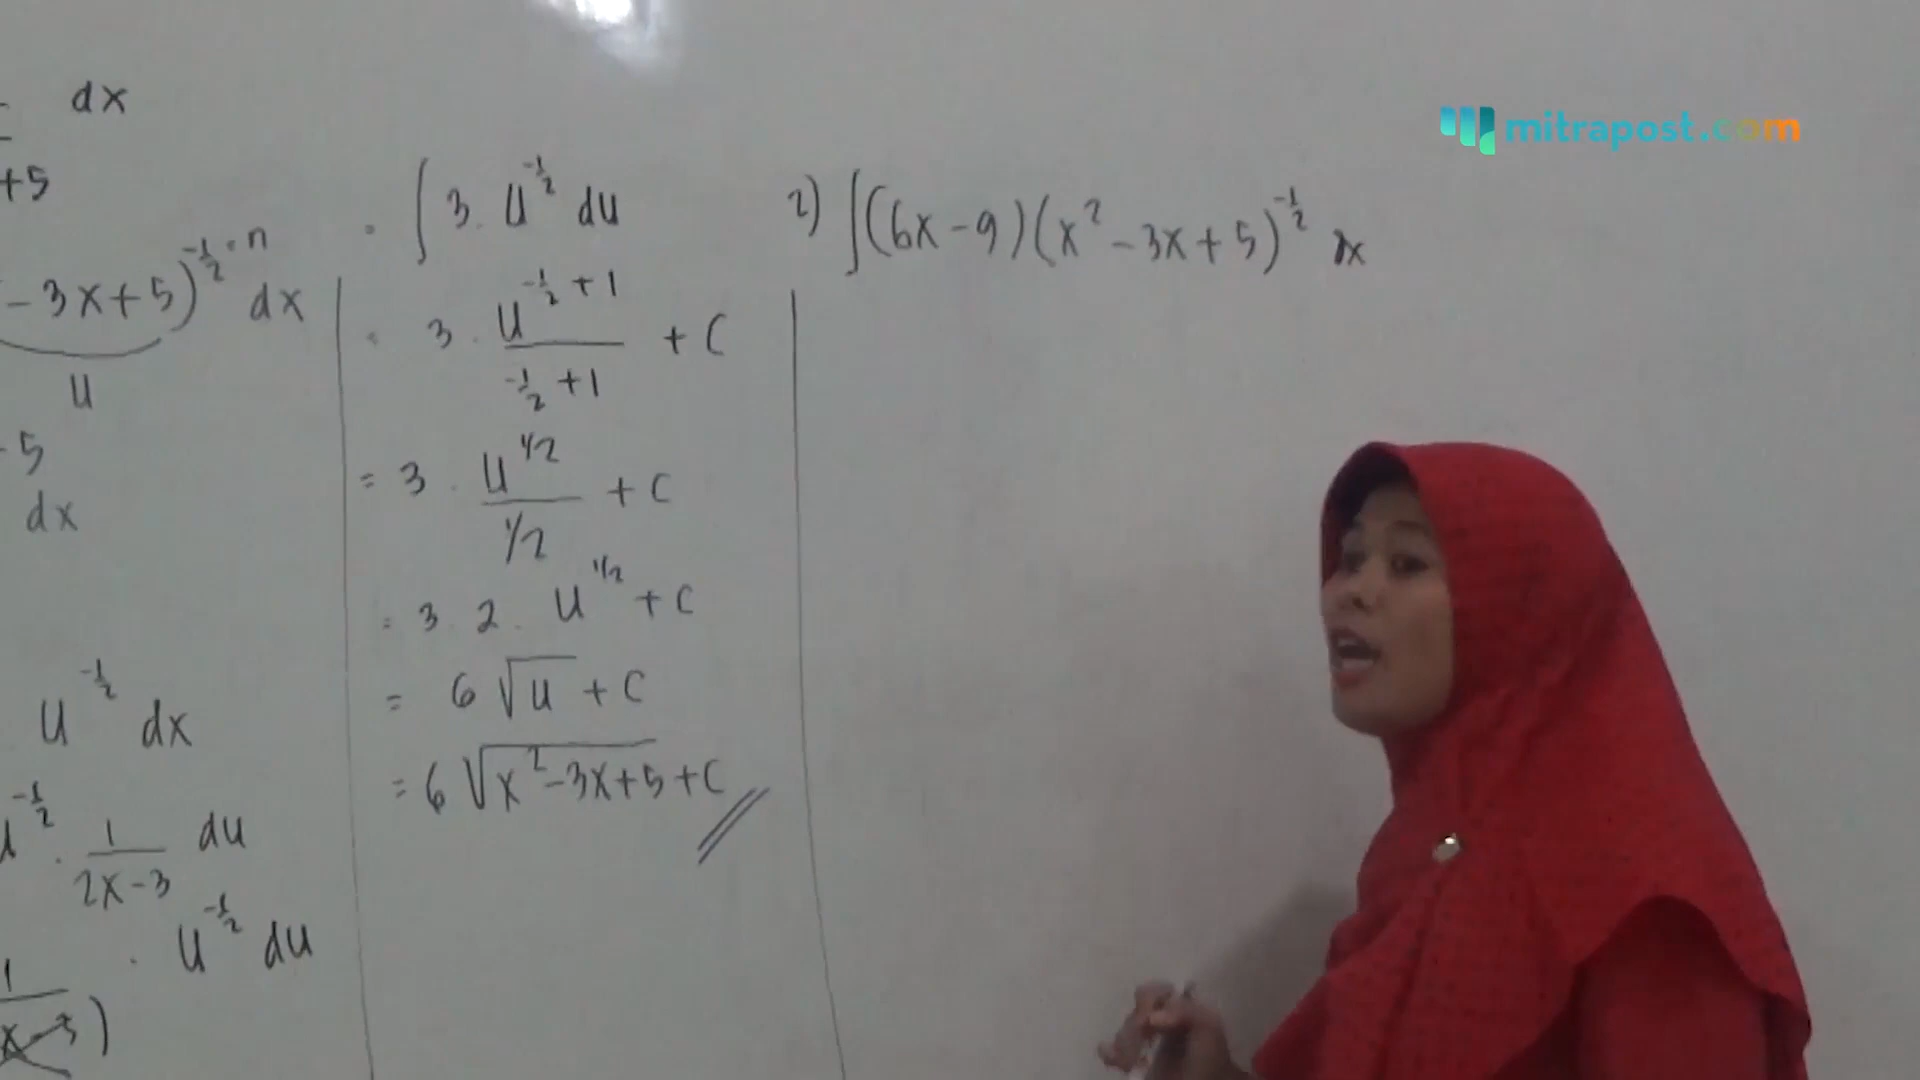 dx
+5
- 3x + 5)^{-1/2 = n} dx
u
- 5
dx
u^{-1/2} dx
u^{-1/2} . 1/(2x-3) du
. u^{-1/2} du
∫ 3 . u^{-1/2} du
= 3 . u^{-1/2 + 1} / (-1/2 + 1) + C
= 3 . u^{1/2} / (1/2) + C
= 3 . 2 . u^{1/2} + C
= 6 √u + C
= 6 √(x² - 3x + 5) + C
2) ∫(6x - 9)(x² - 3x + 5)^{-1/2} dx
mitrapost.com